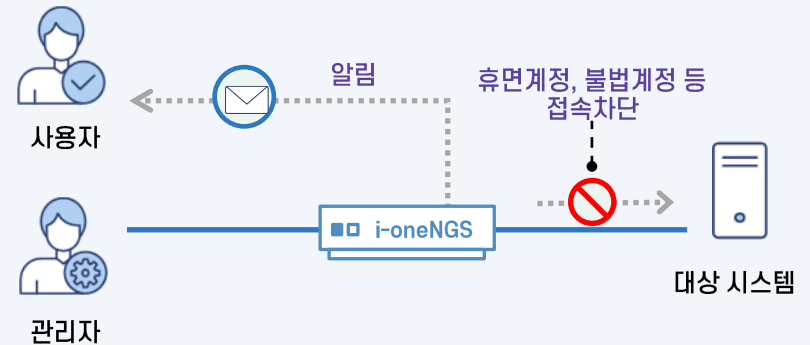 알림
휴면계정, 불법계정 등
접속차단
사용자
i-oneNGS
대상 시스템
관리자